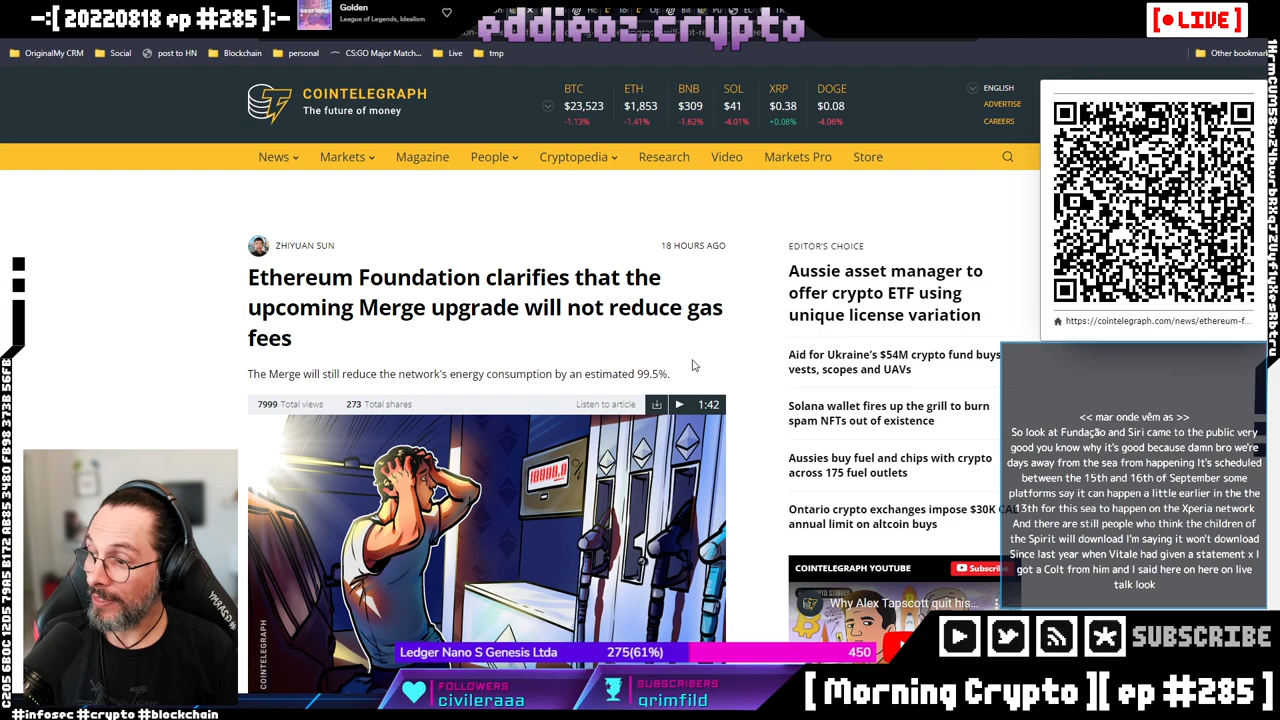 -:[ 20220818 ep #285 ]:-
Golden
League of Legends, Idealism
eddieoz.crypto
[●LIVE]
OriginalMy CRM
Social
post to HN
Blockchain
personal
CS:GO Major Match...
Live
tmp
Other bookmar
COINTELEGRAPH
The future of money
BTC ETH BNB SOL XRP DOGE
$23,523 $1,853 $309 $41 $0.38 $0.08
-1.13% -1.41% -1.62% -4.01% +0.08% -4.06%
ENGLISH
ADVERTISE
CAREERS
News Markets Magazine People Cryptopedia Research Video Markets Pro Store
ZHIYUAN SUN
18 HOURS AGO
Ethereum Foundation clarifies that the
upcoming Merge upgrade will not reduce gas
fees
The Merge will still reduce the network's energy consumption by an estimated 99.5%.
7999 Total views
273 Total shares
Listen to article
1:42
10000.0
COINTELEGRAPH
EDITOR'S CHOICE
Aussie asset manager to
offer crypto ETF using
unique license variation
Aid for Ukraine's $54M crypto fund buys
vests, scopes and UAVs
Solana wallet fires up the grill to burn
spam NFTs out of existence
Aussies buy fuel and chips with crypto
across 175 fuel outlets
Ontario crypto exchanges impose $30K CA
annual limit on altcoin buys
COINTELEGRAPH YOUTUBE
Subscribe
Why Alex Tapscott quit his...
https://cointelegraph.com/news/ethereum-f...
<< mar onde vêm as >>
So look at Fundação and Siri came to the public very
good you know why it's good because damn bro we're
days away from the sea from happening It's scheduled
between the 15th and 16th of September some
platforms say it can happen a little earlier in the the
13th for this sea to happen on the Xperia network
And there are still people who think the children of
the Spirit will download I'm saying it won't download
Since last year when Vitale had given a statement x I
got a Colt from him and I said here on here on live
talk look
Ledger Nano S Genesis Ltda
275(61%)
450
FOLLOWERS
civileraaa
SUBSCRIBERS
grimfild
SUBSCRIBE
[ Morning Crypto ][ ep #285 ]
#infosec #crypto #blockchain